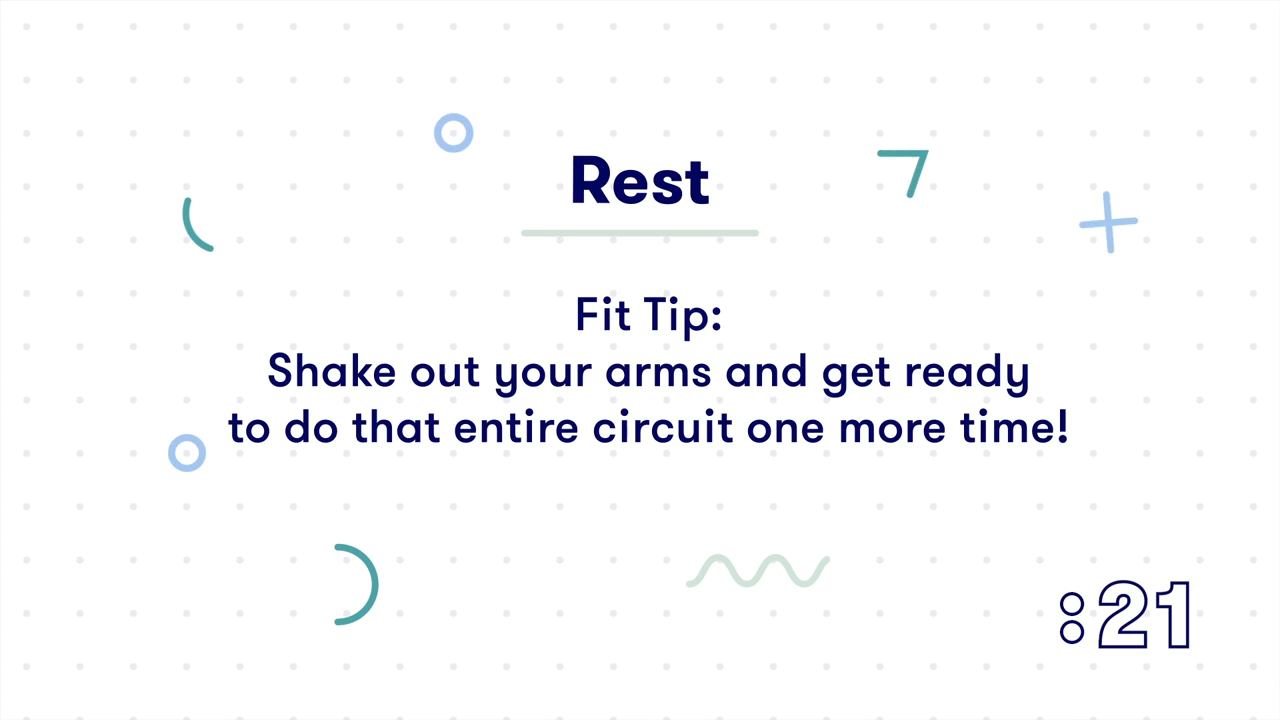 Rest
Fit Tip:
Shake out your arms and get ready
to do that entire circuit one more time!
:21